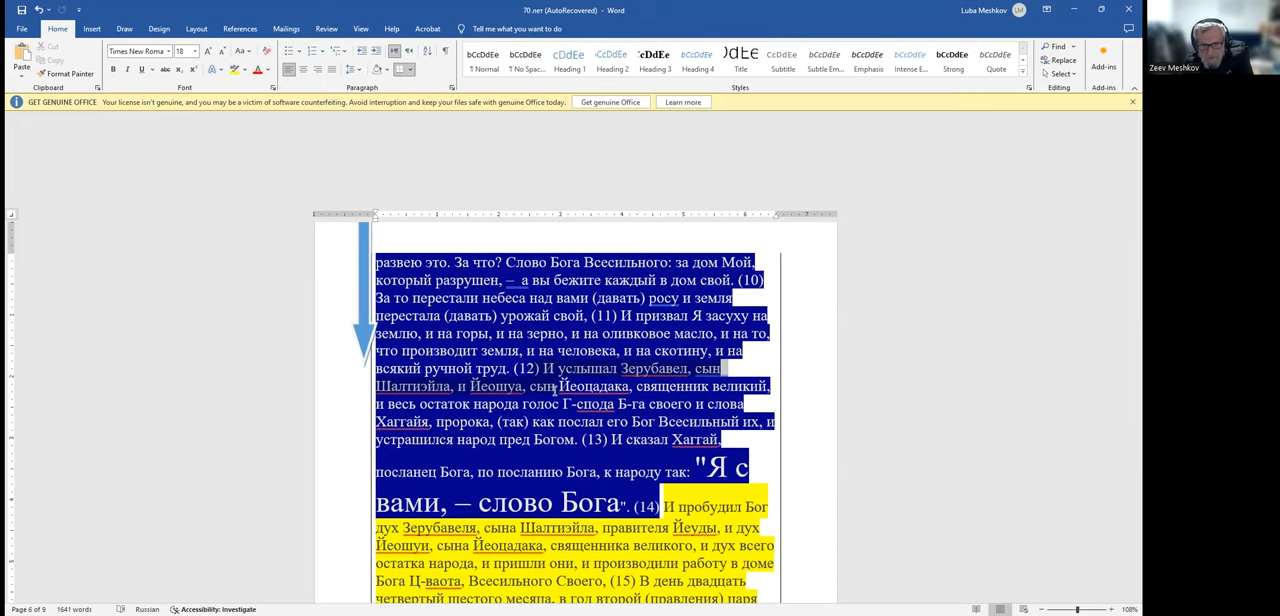 70 лет (AutoRecovered) - Word
Luba Meshkov
LM
File Home Insert Draw Design Layout References Mailings Review View Help Acrobat Tell me what you want to do
Paste
Cut
Copy
Format Painter
Clipboard
Times New Roma 18
Font
Paragraph
AaBbCcDdEe
¶ Normal ¶ No Spac... Heading 1 Heading 2 Heading 3 Heading 4 Title Subtitle Subtle Em... Emphasis Intense E... Strong Quote
Styles
Find
Replace
Select
Editing
Add-ins
Add-ins
Zeev Meshkov
GET GENUINE OFFICE Your license isn't genuine, and you may be a victim of software counterfeiting. Avoid interruption and keep your files safe with genuine Office today. Get genuine Office Learn more
развею это. За что? Слово Бога Всесильного: за дом Мой,
который разрушен, – а вы бежите каждый в дом свой. (10)
За то перестали небеса над вами (давать) росу и земля
перестала (давать) урожай свой, (11) И призвал Я засуху на
землю, и на горы, и на зерно, и на оливковое масло, и на то,
что производит земля, и на человека, и на скотину, и на
всякий ручной труд. (12) И услышал Зерубавел, сын
Шалтиэйла, и Йеошуа, сын Йеоцадака, священник великий,
и весь остаток народа голос Г-спода Б-га своего и слова
Хаггайя, пророка, (так) как послал его Бог Всесильный их, и
устрашился народ пред Богом. (13) И сказал Хаггай,
посланец Бога, по посланию Бога, к народу так: "Я с
вами, – слово Бога". (14) И пробудил Бог
дух Зерубавеля, сына Шалтиэйла, правителя Йеуды, и дух
Йеошуи, сына Йеоцадака, священника великого, и дух всего
остатка народа, и пришли они, и производили работу в доме
Бога Ц-ваота, Всесильного Своего, (15) В день двадцать
четвертый шестого месяца, в год второй (правления) царя
Page 6 of 9 1641 words Russian Accessibility: Investigate 108%